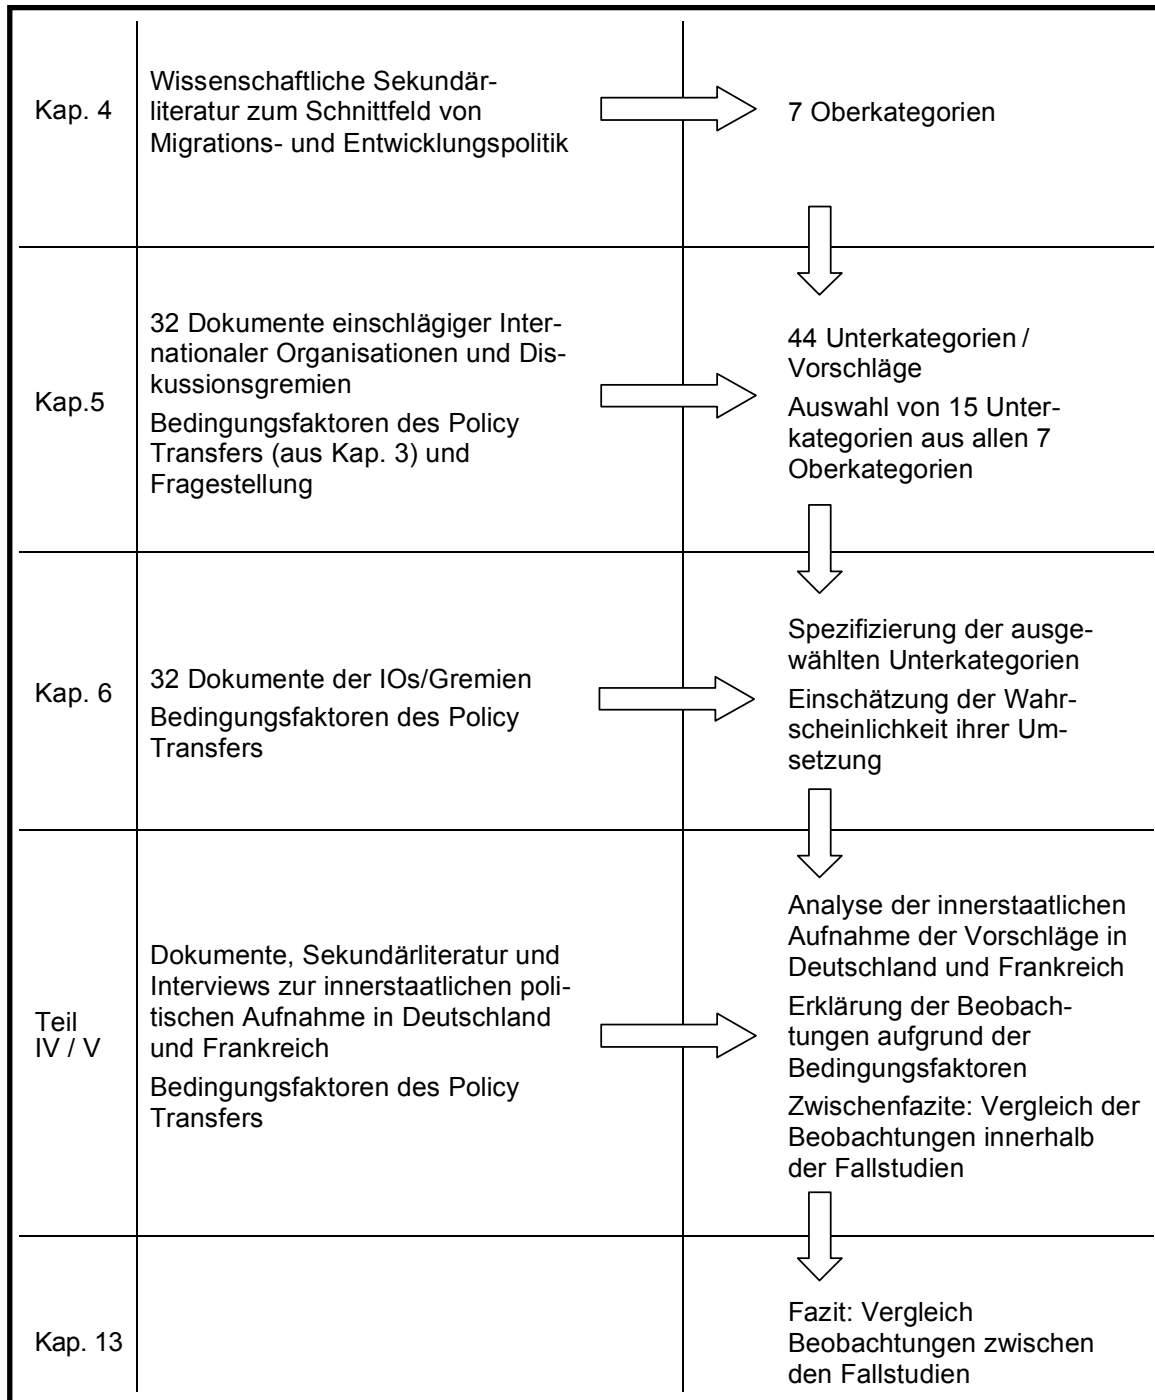 Kap. 4
Wissenschaftliche Sekundär-
literatur zum Schnittfeld von
Migrations- und Entwicklungspolitik
7 Oberkategorien
Kap.5
32 Dokumente einschlägiger Inter-
nationaler Organisationen und Dis-
kussionsgremien
Bedingungsfaktoren des Policy
Transfers (aus Kap. 3) und
Fragestellung
44 Unterkategorien /
Vorschläge
Auswahl von 15 Unter-
kategorien aus allen 7
Oberkategorien
Kap. 6
32 Dokumente der IOs/Gremien
Bedingungsfaktoren des Policy
Transfers
Spezifizierung der ausge-
wählten Unterkategorien
Einschätzung der Wahr-
scheinlichkeit ihrer Um-
setzung
Teil
IV / V
Dokumente, Sekundärliteratur und
Interviews zur innerstaatlichen poli-
tischen Aufnahme in Deutschland
und Frankreich
Bedingungsfaktoren des Policy
Transfers
Analyse der innerstaatlichen
Aufnahme der Vorschläge in
Deutschland und Frankreich
Erklärung der Beobach-
tungen aufgrund der
Bedingungsfaktoren
Zwischenfazite: Vergleich der
Beobachtungen innerhalb
der Fallstudien
Kap. 13
Fazit: Vergleich
Beobachtungen zwischen
den Fallstudien